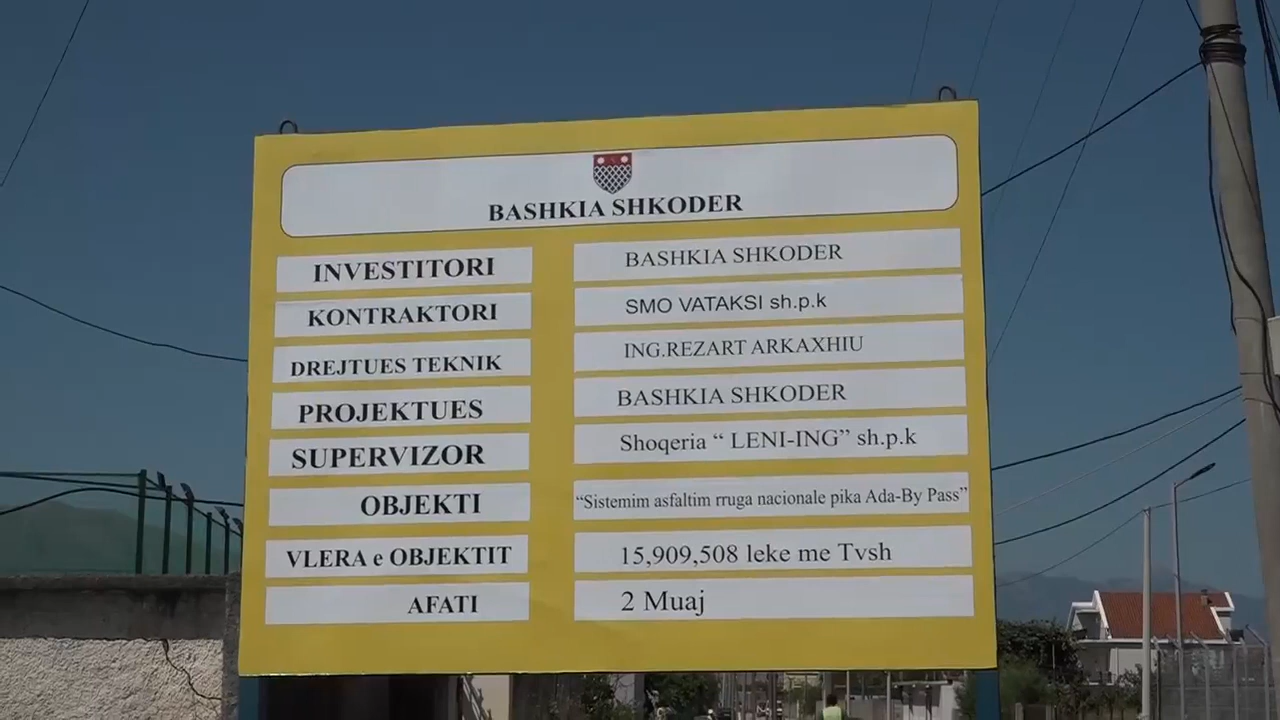 BASHKIA SHKODER
INVESTITORI BASHKIA SHKODER
KONTRAKTORI SMO VATAKSI sh.p.k
DREJTUES TEKNIK ING.REZART ARKAXHIU
PROJEKTUES BASHKIA SHKODER
SUPERVIZOR Shoqeria “ LENI-ING” sh.p.k
OBJEKTI “Sistemim asfaltim rruga nacionale pika Ada-By Pass”
VLERA e OBJEKTIT 15,909,508 leke me Tvsh
AFATI 2 Muaj